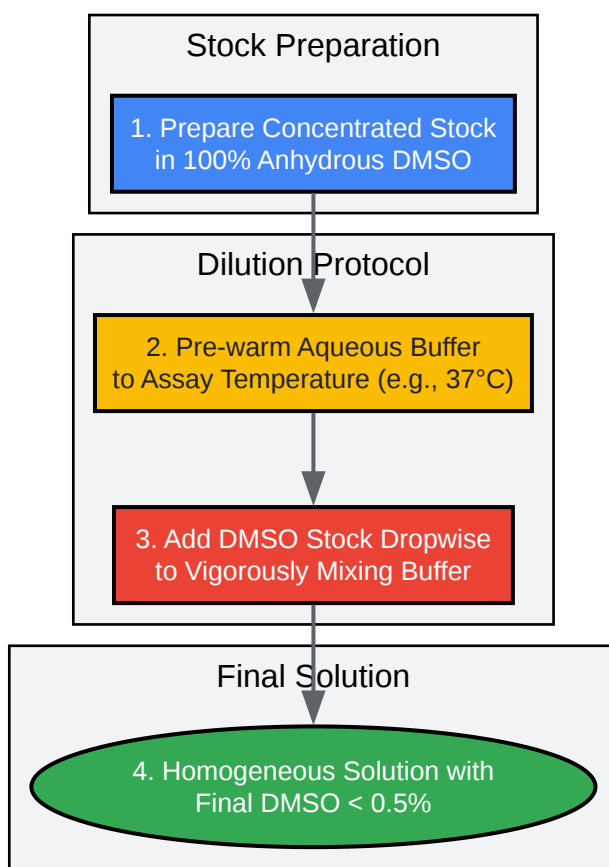 Stock Preparation
1. Prepare Concentrated Stock
in 100% Anhydrous DMSO
Dilution Protocol
2. Pre-warm Aqueous Buffer
to Assay Temperature (e.g., 37°C)
3. Add DMSO Stock Dropwise
to Vigorously Mixing Buffer
Final Solution
4. Homogeneous Solution with
Final DMSO < 0.5%